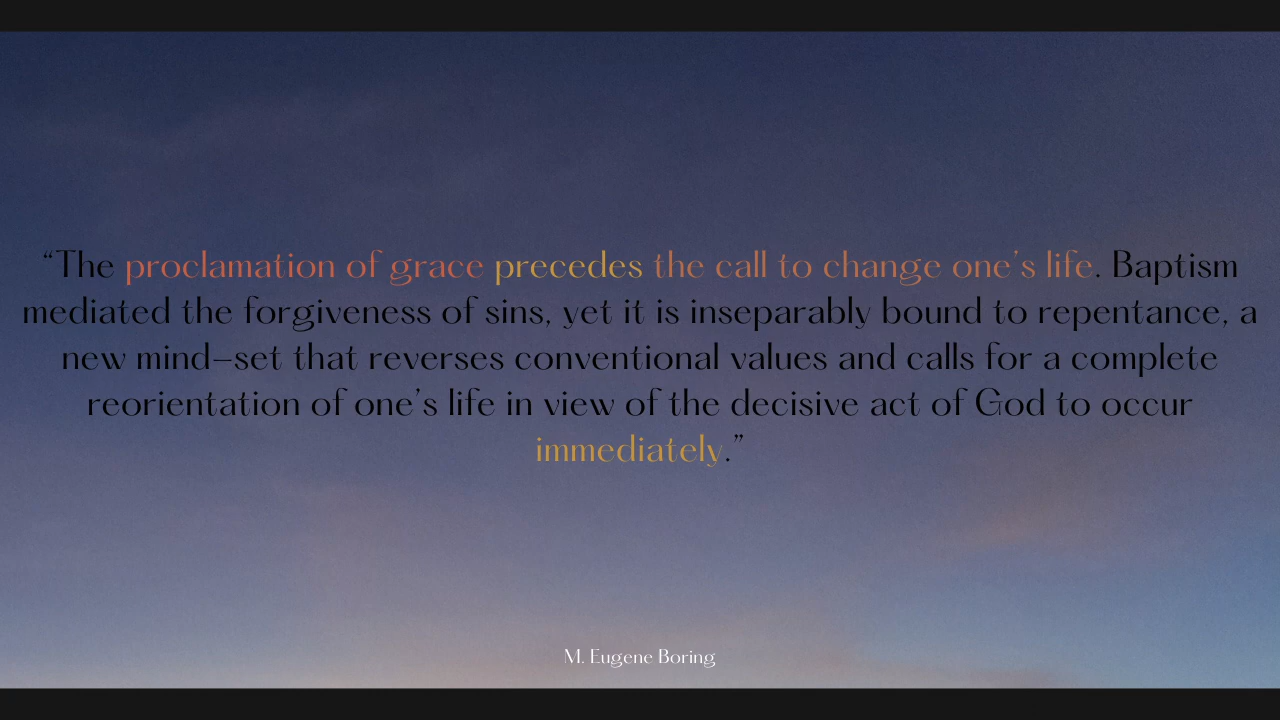 “The proclamation of grace precedes the call to change one’s life. Baptism
mediated the forgiveness of sins, yet it is inseparably bound to repentance, a
new mind–set that reverses conventional values and calls for a complete
reorientation of one’s life in view of the decisive act of God to occur
immediately.”
M. Eugene Boring